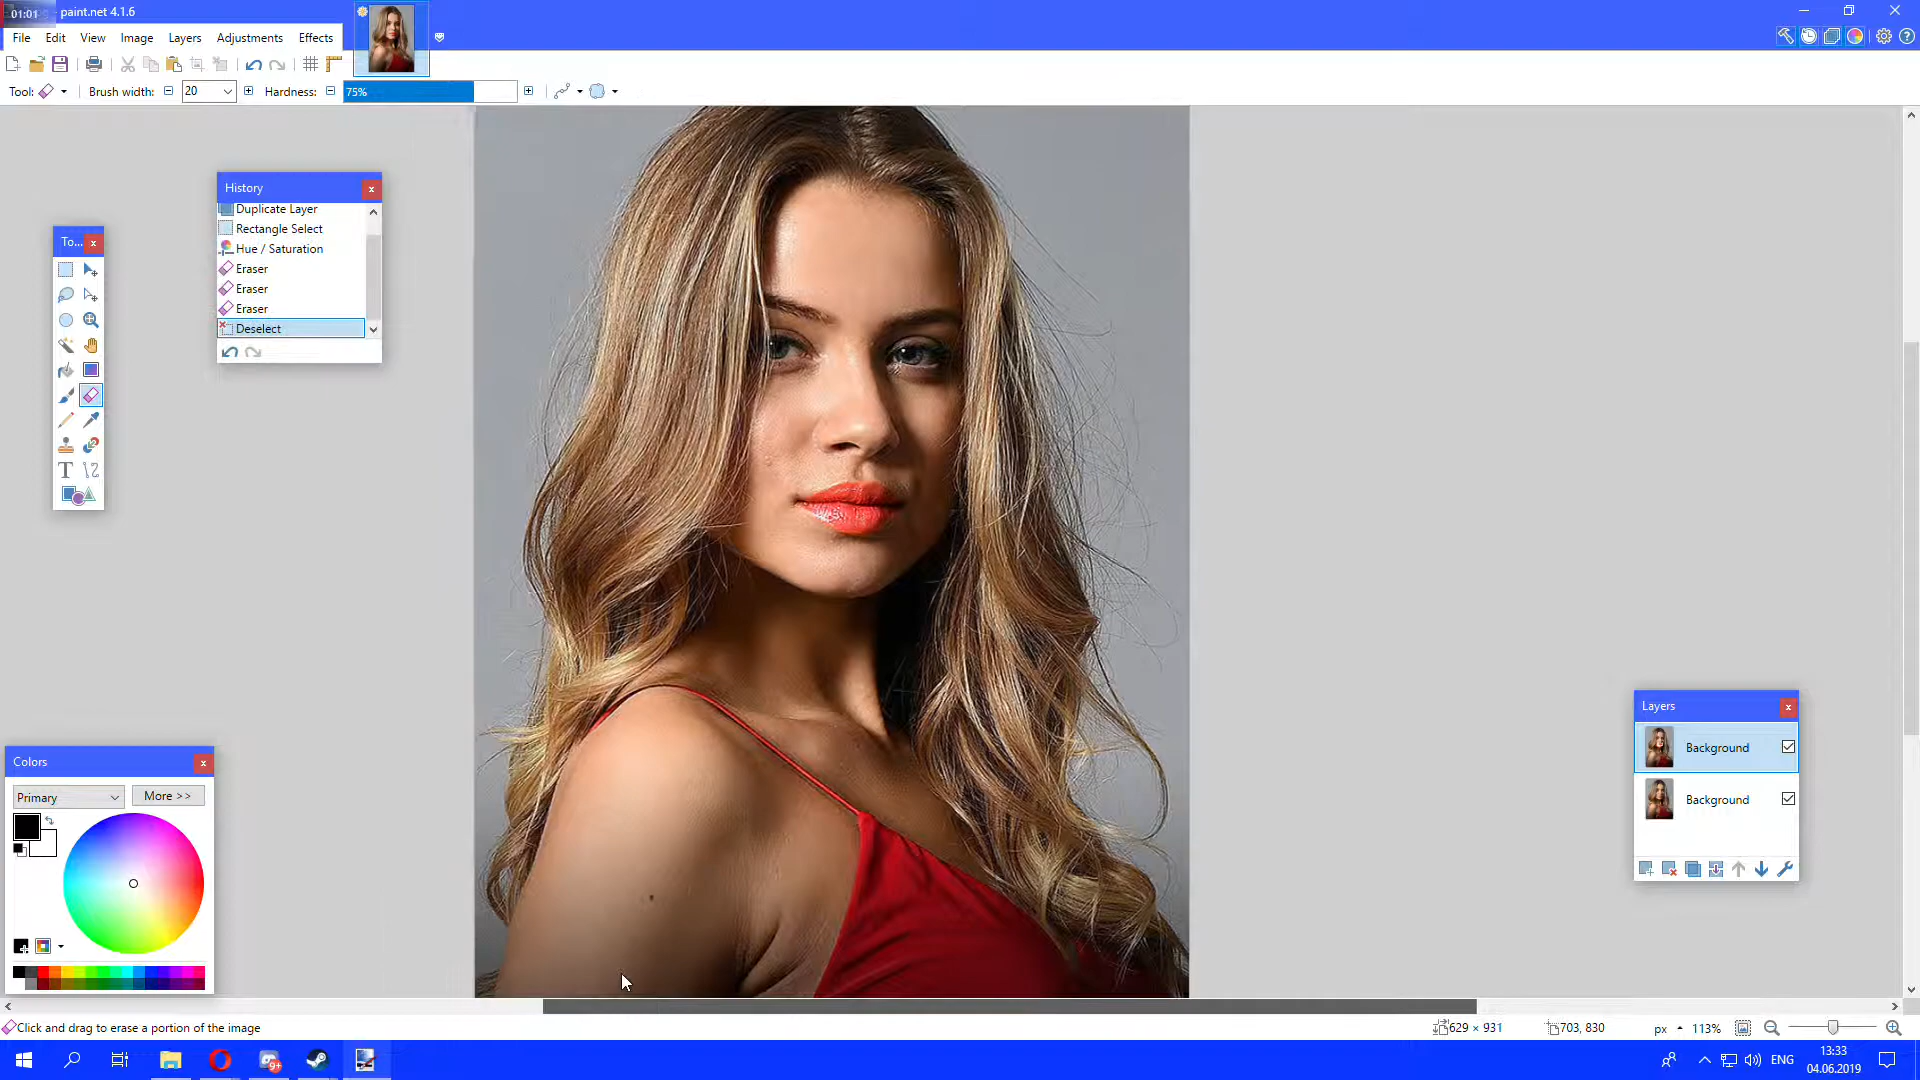 01:01
paint.net 4.1.6
File Edit View Image Layers Adjustments Effects
Tool: Brush width: 20 Hardness: 75%
History
Duplicate Layer
Rectangle Select
Hue / Saturation
Eraser
Eraser
Eraser
Deselect
To...
Layers
Background
Background
Colors
Primary More >>
Click and drag to erase a portion of the image
629 × 931
703, 830
px
113%
9+
ENG
13:33
04.06.2019